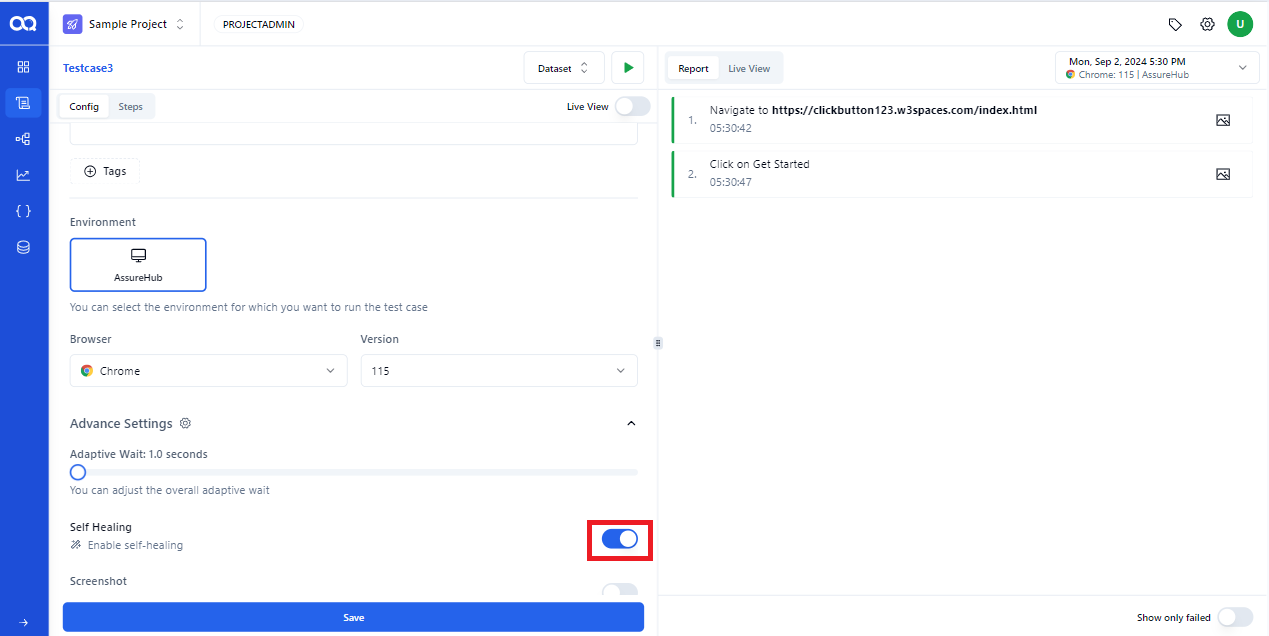 Sample Project
PROJECTADMIN
U
Testcase3
Dataset
Config
Steps
Live View
Tags
Environment
AssureHub
You can select the environment for which you want to run the test case
Browser
Version
Chrome
115
Advance Settings
Adaptive Wait: 1.0 seconds
You can adjust the overall adaptive wait
Self Healing
Enable self-healing
Screenshot
Save
Report
Live View
Mon, Sep 2, 2024 5:30 PM
Chrome: 115 | AssureHub
1.
Navigate to https://clickbutton123.w3spaces.com/index.html
05:30:42
2.
Click on Get Started
05:30:47
Show only failed